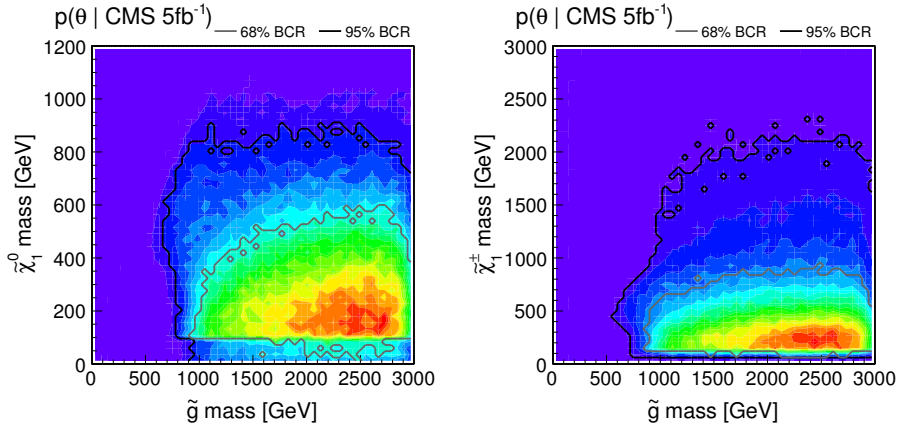 p(θ | CMS 5fb⁻¹)
68% BCR 95% BCR
1200
1000
800
600
400
200
0
χ̃₁⁰ mass [GeV]
0 500 1000 1500 2000 2500 3000
g̃ mass [GeV]
p(θ | CMS 5fb⁻¹)
68% BCR 95% BCR
3000
2500
2000
1500
1000
500
0
χ̃₁± mass [GeV]
0 500 1000 1500 2000 2500 3000
g̃ mass [GeV]